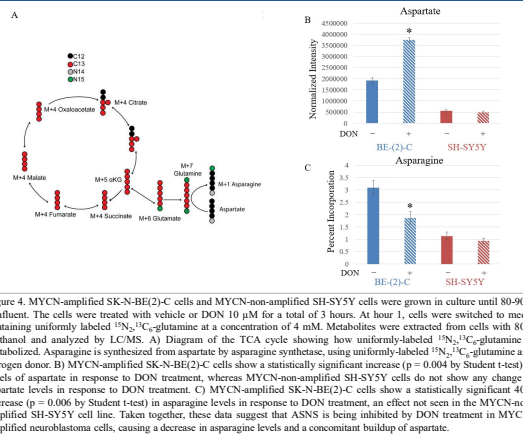 A
C12
C13
N14
N15
M+4 Citrate
M+4 Oxaloacetate
M+4 Malate
M+4 Fumarate
M+4 Succinate
M+5 αKG
M+6 Glutamate
M+7
Glutamine
M+1 Asparagine
Aspartate
B
Aspartate
Normalized Intensity
4500000
4000000
3500000
3000000
2500000
2000000
1500000
1000000
500000
0
*
DON − + − +
BE-(2)-C SH-SY5Y
C
Asparagine
Percent Incorporation
4
3.5
3
2.5
2
1.5
1
0.5
0
*
DON − + − +
BE-(2)-C SH-SY5Y
gure 4. MYCN-amplified SK-N-BE(2)-C cells and MYCN-non-amplified SH-SY5Y cells were grown in culture until 80-90
nfluent. The cells were treated with vehicle or DON 10 μM for a total of 3 hours. At hour 1, cells were switched to med
ntaining uniformly labeled ¹⁵N₂,¹³C₆-glutamine at a concentration of 4 mM. Metabolites were extracted from cells with 80
thanol and analyzed by LC/MS. A) Diagram of the TCA cycle showing how uniformly-labeled ¹⁵N₂,¹³C₆-glutamine
tabolized. Asparagine is synthesized from aspartate by asparagine synthetase, using uniformly-labeled ¹⁵N₂,¹³C₆-glutamine a
rogen donor. B) MYCN-amplified SK-N-BE(2)-C cells show a statistically significant increase (p = 0.004 by Student t-test)
els of aspartate in response to DON treatment, whereas MYCN-non-amplified SH-SY5Y cells do not show any change
partate levels in response to DON treatment. C) MYCN-amplified SK-N-BE(2)-C cells show a statistically significant 40
crease (p = 0.006 by Student t-test) in asparagine levels in response to DON treatment, an effect not seen in the MYCN-no
plified SH-SY5Y cell line. Taken together, these data suggest that ASNS is being inhibited by DON treatment in MYC
plified neuroblastoma cells, causing a decrease in asparagine levels and a concomitant buildup of aspartate.